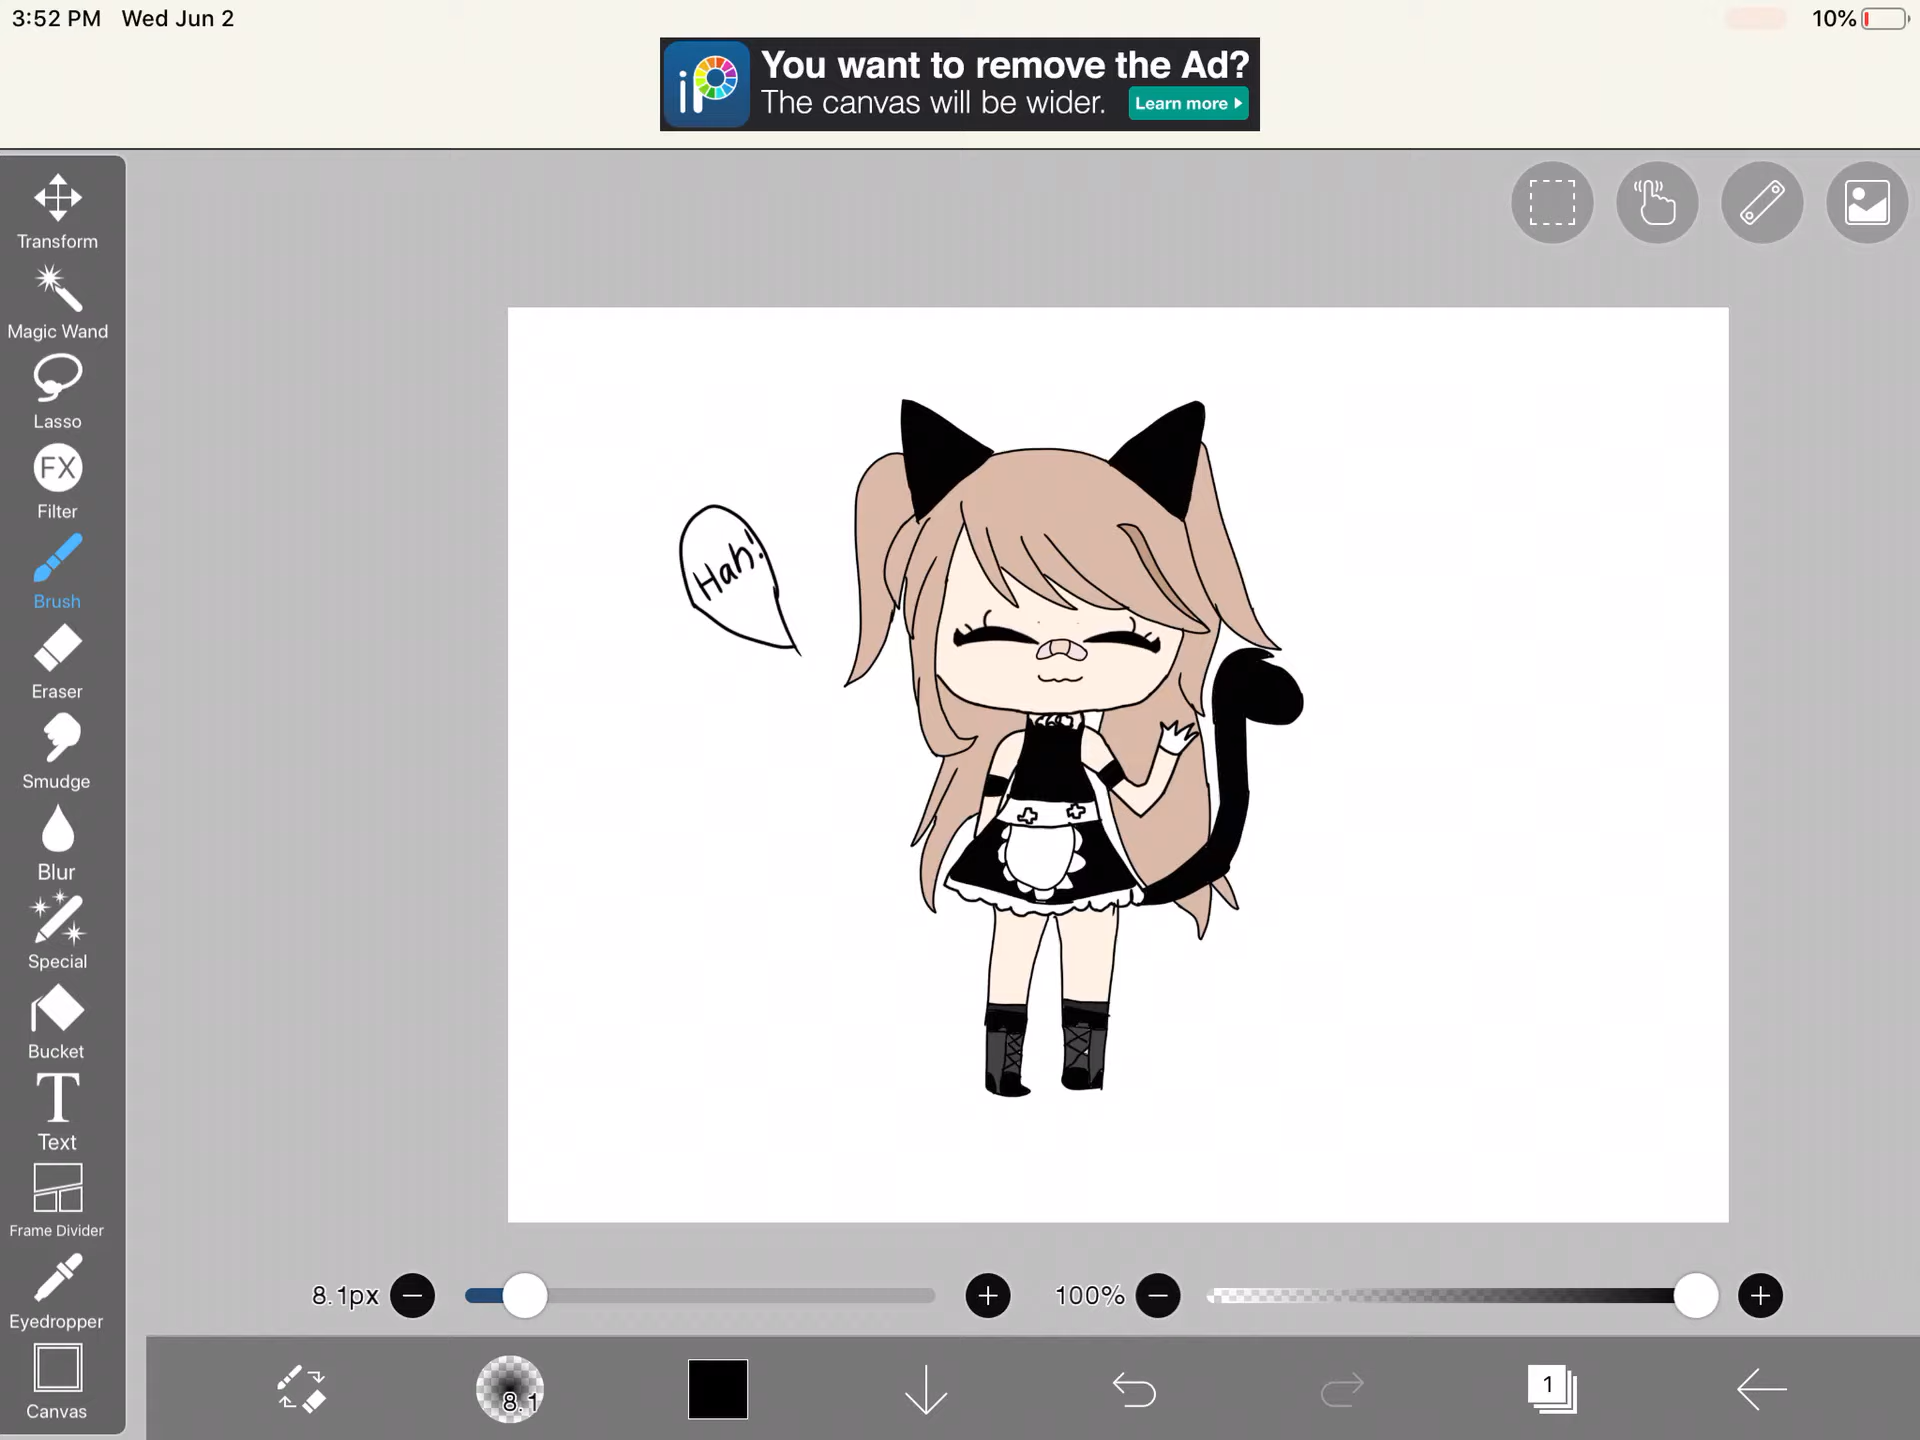 3:52 PM Wed Jun 2
10%
iP
You want to remove the Ad?
The canvas will be wider.
Learn more
Transform
Magic Wand
Lasso
FX
Filter
Brush
Eraser
Smudge
Blur
Special
Bucket
T
Text
Frame Divider
Eyedropper
Canvas
Hah!
8.1px
100%
8.1
1